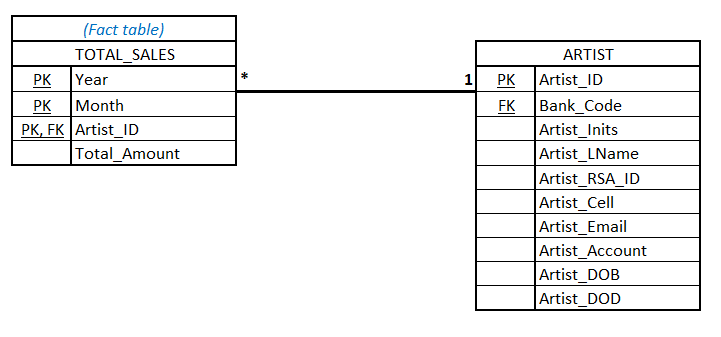 (Fact table)
TOTAL_SALES
PK Year
PK Month
PK, FK Artist_ID
Total_Amount
* 1
ARTIST
PK Artist_ID
FK Bank_Code
Artist_Inits
Artist_LName
Artist_RSA_ID
Artist_Cell
Artist_Email
Artist_Account
Artist_DOB
Artist_DOD